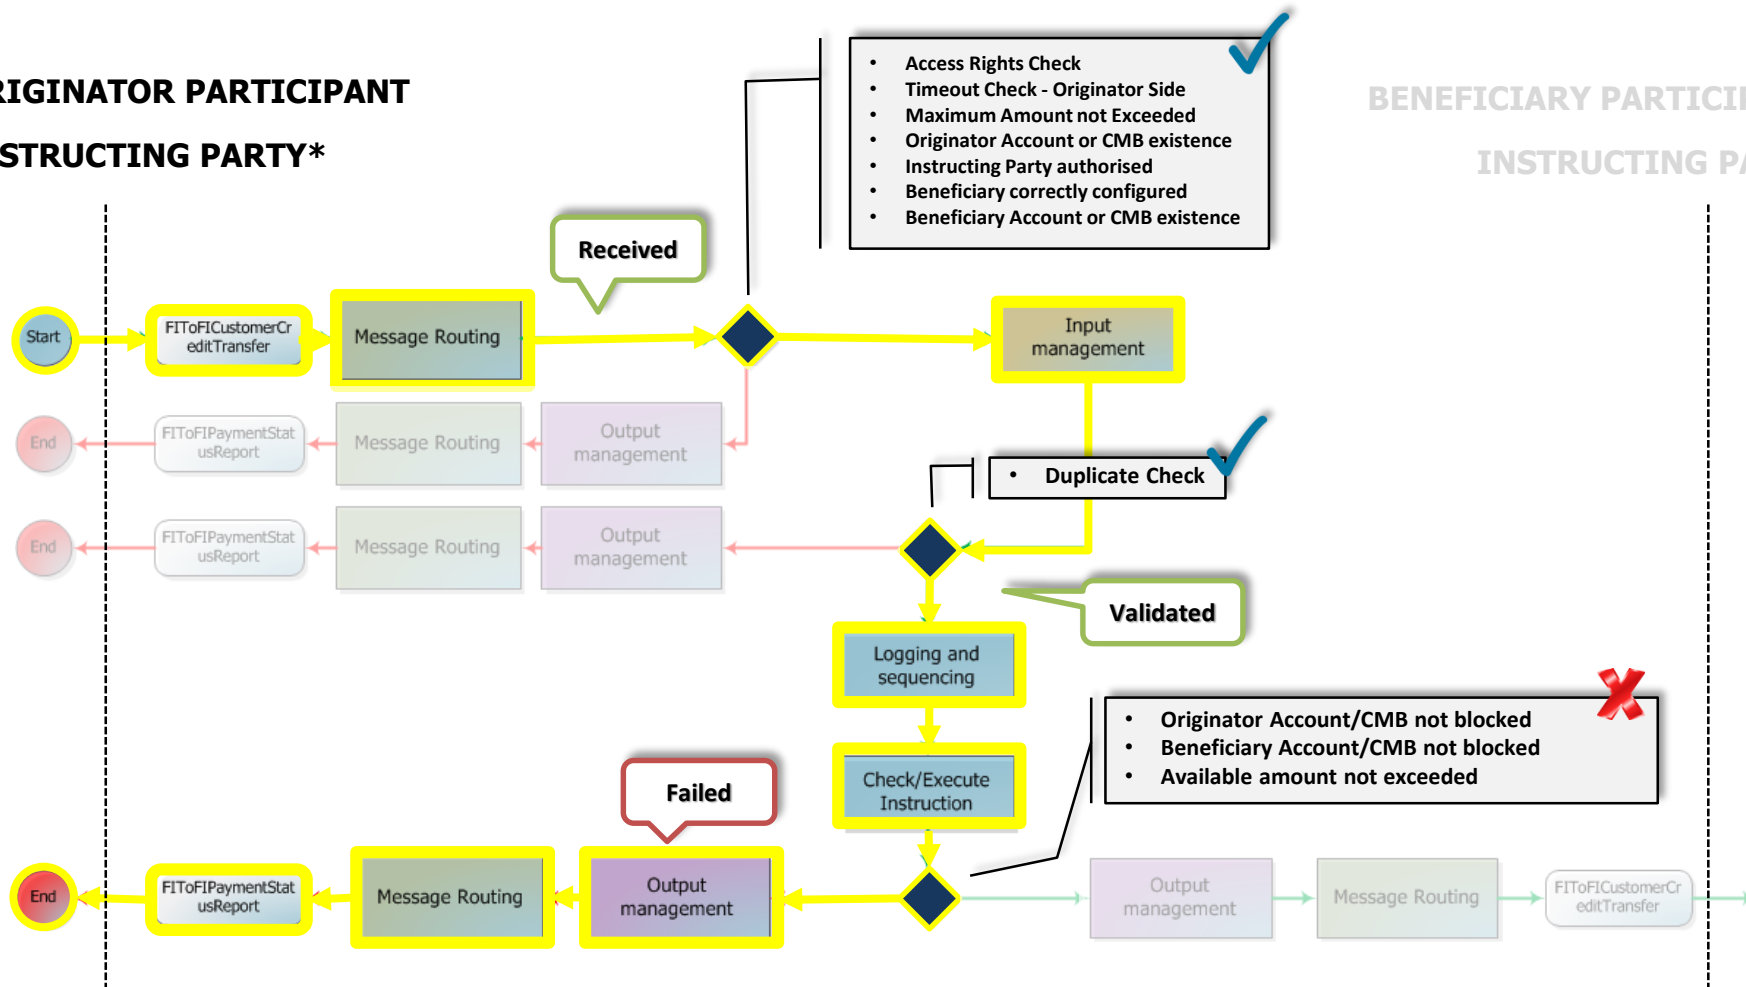 RIGINATOR PARTICIPANT
STRUCTING PARTY*
BENEFICIARY PARTICI
INSTRUCTING PA
• Access Rights Check
• Timeout Check - Originator Side
• Maximum Amount not Exceeded
• Originator Account or CMB existence
• Instructing Party authorised
• Beneficiary correctly configured
• Beneficiary Account or CMB existence
Received
Start
FIToFICustomerCr
editTransfer
Message Routing
Input
management
End
FIToFIPaymentStat
usReport
Message Routing
Output
management
• Duplicate Check
End
FIToFIPaymentStat
usReport
Message Routing
Output
management
Validated
Logging and
sequencing
• Originator Account/CMB not blocked
• Beneficiary Account/CMB not blocked
• Available amount not exceeded
Check/Execute
Instruction
Failed
End
FIToFIPaymentStat
usReport
Message Routing
Output
management
Output
management
Message Routing
FIToFICustomerCr
editTransfer